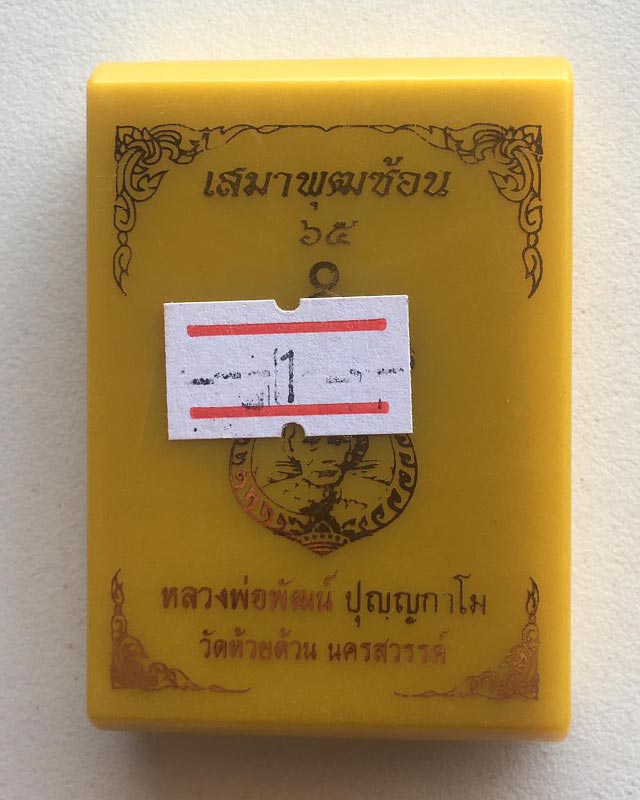 เสมาพุฒซ้อน
๖๕
1
หลวงพ่อพัฒน์ ปุญฺญกาโม
วัดห้วยด้วน นครสวรรค์